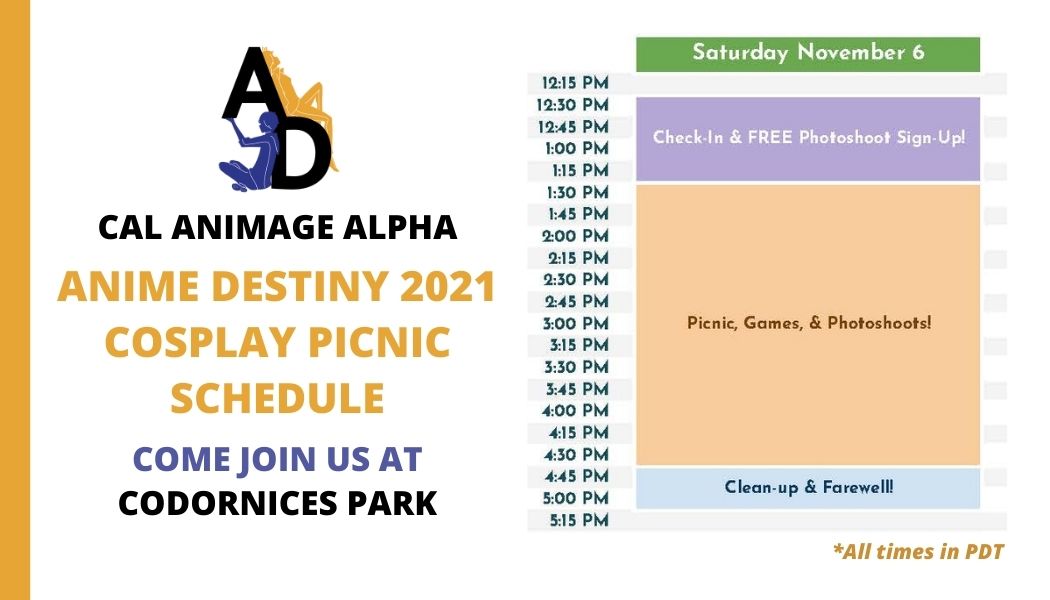 AD
CAL ANIMAGE ALPHA
ANIME DESTINY 2021
COSPLAY PICNIC
SCHEDULE
COME JOIN US AT
CODORNICES PARK
Saturday November 6
12:15 PM
12:30 PM
12:45 PM
1:00 PM
1:15 PM
1:30 PM
1:45 PM
2:00 PM
2:15 PM
2:30 PM
2:45 PM
3:00 PM
3:15 PM
3:30 PM
3:45 PM
4:00 PM
4:15 PM
4:30 PM
4:45 PM
5:00 PM
5:15 PM
Check-In & FREE Photoshoot Sign-Up!
Picnic, Games, & Photoshoots!
Clean-up & Farewell!
*All times in PDT